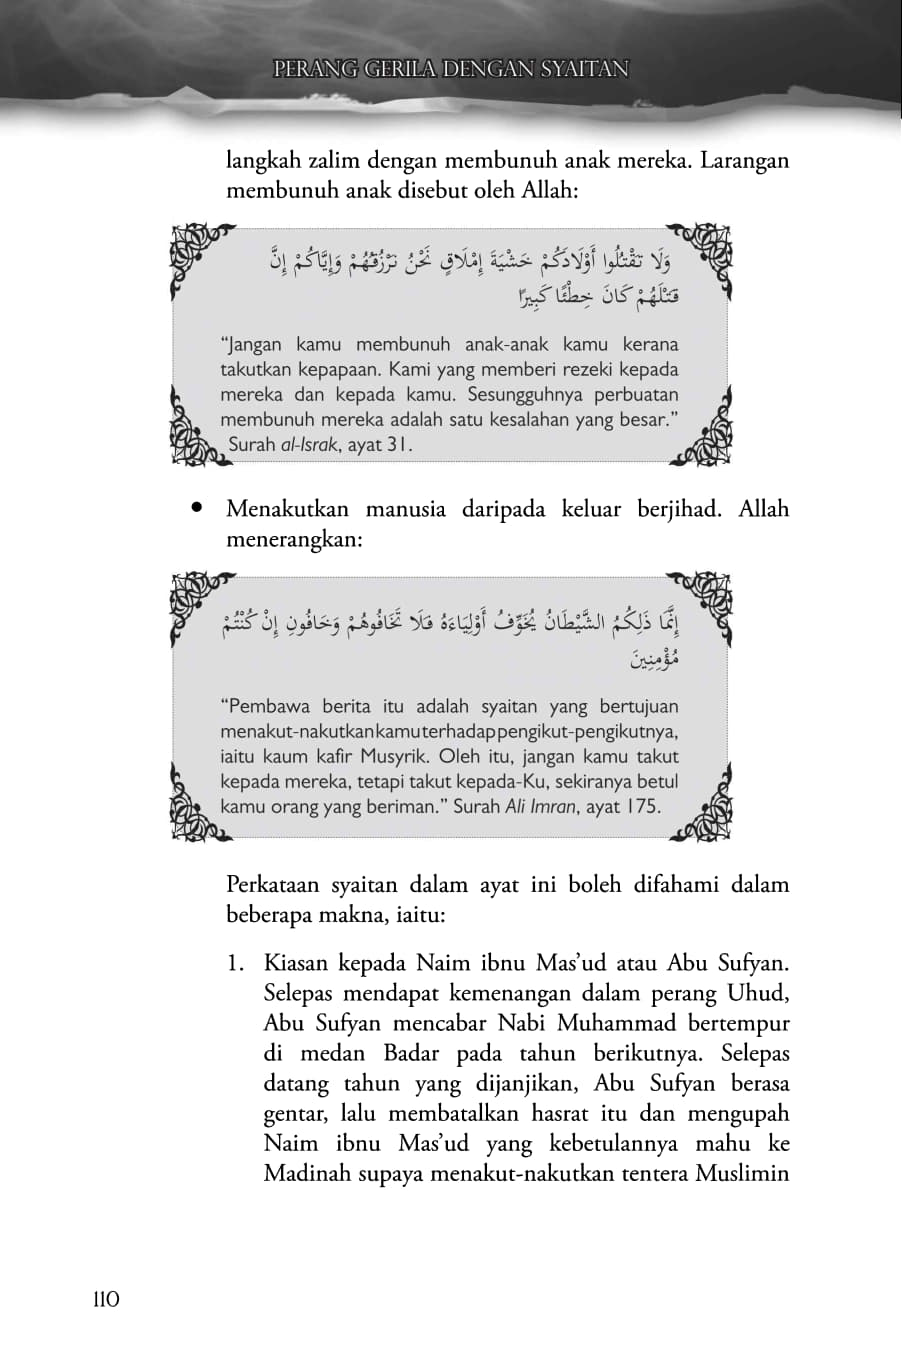 PERANG GERILA DENGAN SYAITAN
langkah zalim dengan membunuh anak mereka. Larangan
membunuh anak disebut oleh Allah:
وَلَا تَقْتُلُوا أَوْلَادَكُمْ خَشْيَةَ إِمْلَاقٍ نَحْنُ نَرْزُقُهُمْ وَإِيَّاكُمْ إِنَّ
قَتْلَهُمْ كَانَ خِطْئًا كَبِيرًا
“Jangan kamu membunuh anak-anak kamu kerana
takutkan kepapaan. Kami yang memberi rezeki kepada
mereka dan kepada kamu. Sesungguhnya perbuatan
membunuh mereka adalah satu kesalahan yang besar.”
Surah al-Israk, ayat 31.
• Menakutkan manusia daripada keluar berjihad. Allah
menerangkan:
إِنَّمَا ذَلِكُمُ الشَّيْطَانُ يُخَوِّفُ أَوْلِيَاءَهُ فَلَا تَخَافُوهُمْ وَخَافُونِ إِنْ كُنْتُمْ
مُؤْمِنِينَ
“Pembawa berita itu adalah syaitan yang bertujuan
menakut-nakutkan kamu terhadap pengikut-pengikutnya,
iaitu kaum kafir Musyrik. Oleh itu, jangan kamu takut
kepada mereka, tetapi takut kepada-Ku, sekiranya betul
kamu orang yang beriman.” Surah Ali Imran, ayat 175.
Perkataan syaitan dalam ayat ini boleh difahami dalam
beberapa makna, iaitu:
1. Kiasan kepada Naim ibnu Mas’ud atau Abu Sufyan.
Selepas mendapat kemenangan dalam perang Uhud,
Abu Sufyan mencabar Nabi Muhammad bertempur
di medan Badar pada tahun berikutnya. Selepas
datang tahun yang dijanjikan, Abu Sufyan berasa
gentar, lalu membatalkan hasrat itu dan mengupah
Naim ibnu Mas’ud yang kebetulannya mahu ke
Madinah supaya menakut-nakutkan tentera Muslimin
110